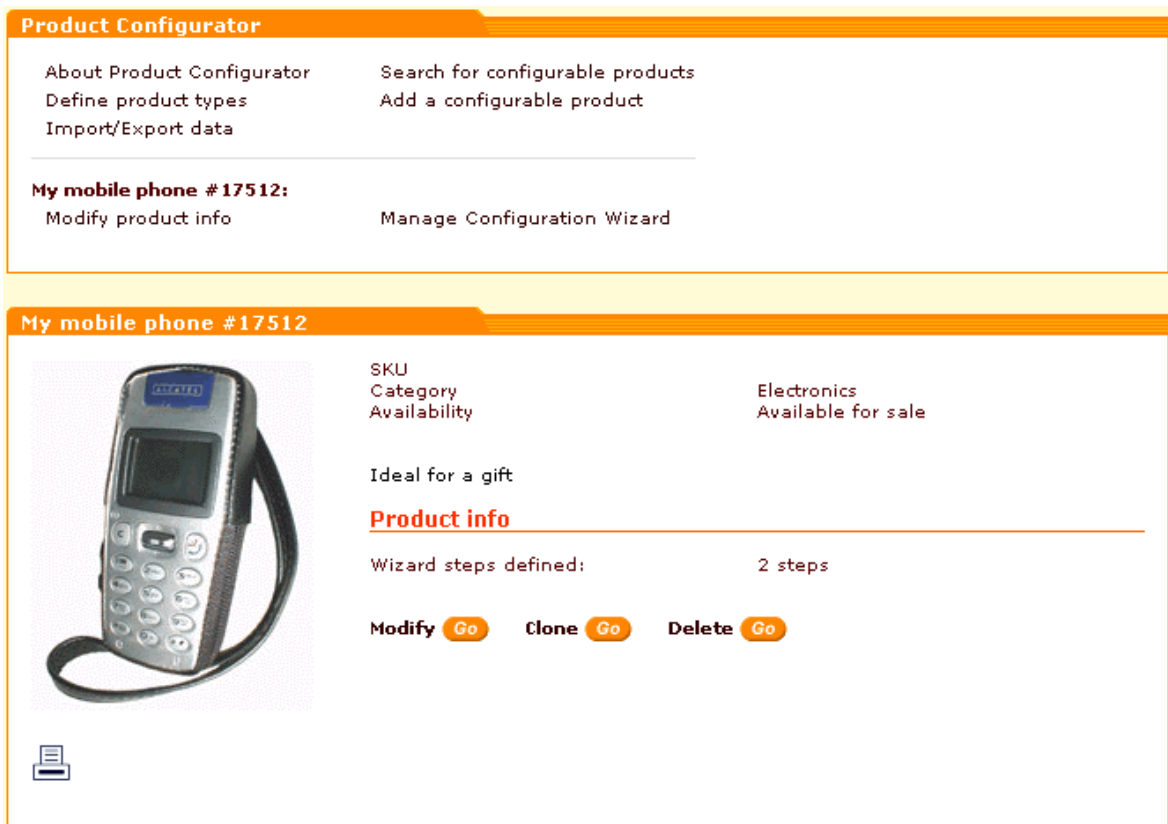 Product Configurator
About Product Configurator Search for configurable products
Define product types Add a configurable product
Import/Export data
My mobile phone #17512:
Modify product info Manage Configuration Wizard
My mobile phone #17512
ALCATEL
SKU
Category Electronics
Availability Available for sale
Ideal for a gift
Product info
Wizard steps defined: 2 steps
Modify Go Clone Go Delete Go